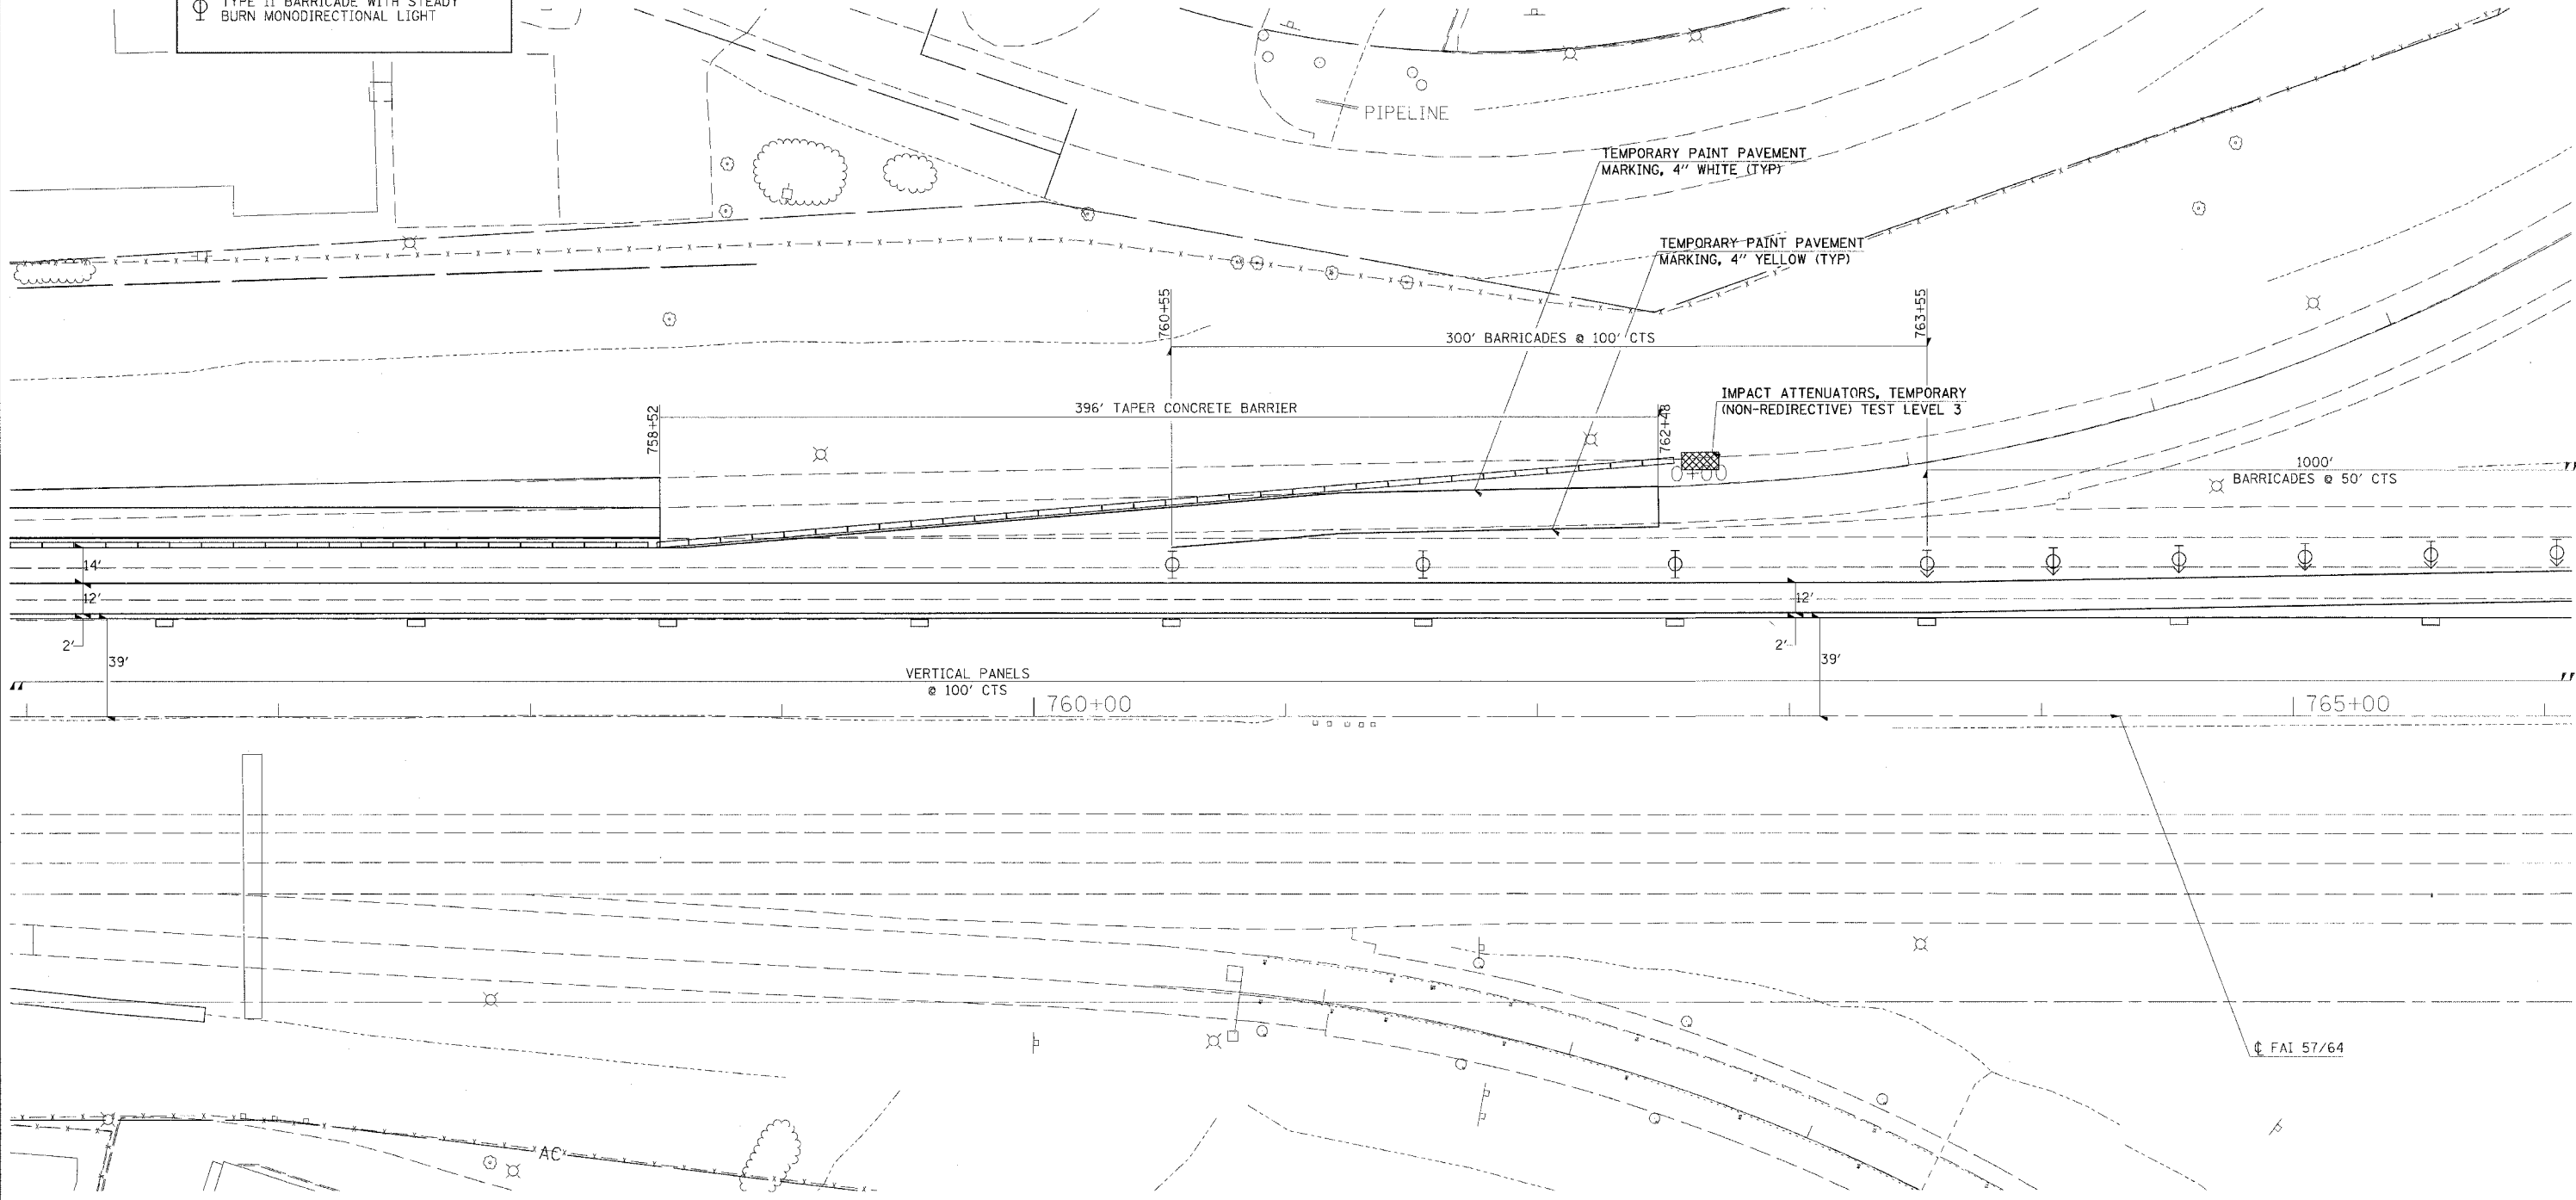 TYPE II BARRICADE WITH STEADY
BURN MONODIRECTIONAL LIGHT
PIPELINE
TEMPORARY PAINT PAVEMENT
MARKING, 4" WHITE (TYP)
TEMPORARY PAINT PAVEMENT
MARKING, 4" YELLOW (TYP)
760+55
763+55
300' BARRICADES @ 100' CTS
IMPACT ATTENUATORS, TEMPORARY
(NON-REDIRECTIVE) TEST LEVEL 3
396' TAPER CONCRETE BARRIER
758+52
762+48
1000'
BARRICADES @ 50' CTS
14'
12'
12'
2'
2'
39'
39'
VERTICAL PANELS
@ 100' CTS
760+00
765+00
℄ FAI 57/64
AC